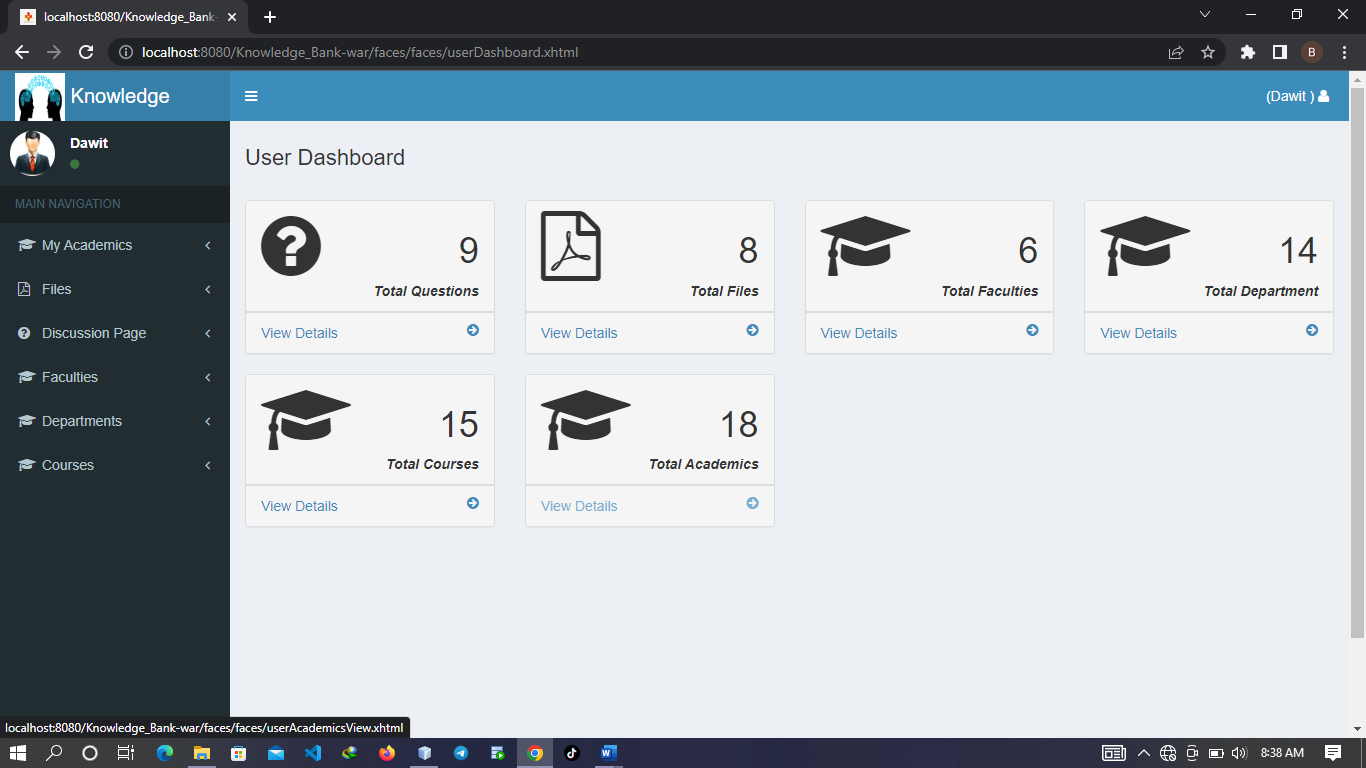 localhost:8080/Knowledge_Bank-
localhost:8080/Knowledge_Bank-war/faces/faces/userDashboard.xhtml
B
Knowledge
(Dawit )
Dawit
MAIN NAVIGATION
My Academics
Files
Discussion Page
Faculties
Departments
Courses
User Dashboard
9
Total Questions
View Details
8
Total Files
View Details
6
Total Faculties
View Details
14
Total Department
View Details
15
Total Courses
View Details
18
Total Academics
View Details
localhost:8080/Knowledge_Bank-war/faces/faces/userAcademicsView.xhtml
8:38 AM